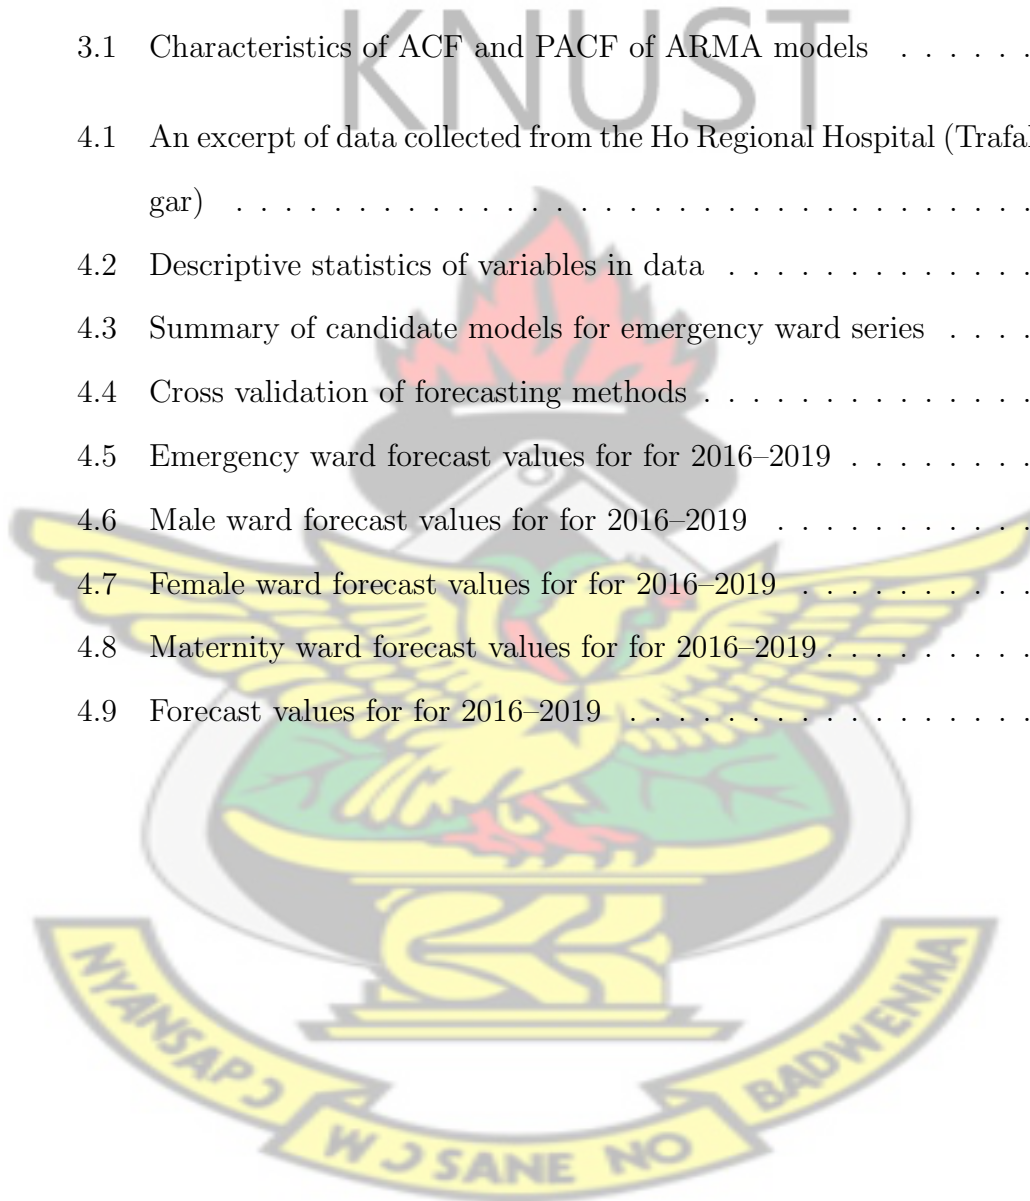 KNUST
3.1 Characteristics of ACF and PACF of ARMA models . . . . . .
4.1 An excerpt of data collected from the Ho Regional Hospital (Trafal
gar) . . . . . . . . . . . . . . . . . . . . . . . . . . . . . . . . .
4.2 Descriptive statistics of variables in data . . . . . . . . . . . . .
4.3 Summary of candidate models for emergency ward series . . . .
4.4 Cross validation of forecasting methods . . . . . . . . . . . . . .
4.5 Emergency ward forecast values for for 2016–2019 . . . . . . . .
4.6 Male ward forecast values for for 2016–2019 . . . . . . . . . . .
4.7 Female ward forecast values for for 2016–2019 . . . . . . . . . .
4.8 Maternity ward forecast values for for 2016–2019 . . . . . . . . .
4.9 Forecast values for for 2016–2019 . . . . . . . . . . . . . . . . .
NYANSAPƆ
WƆSANE NO
BADWENMA